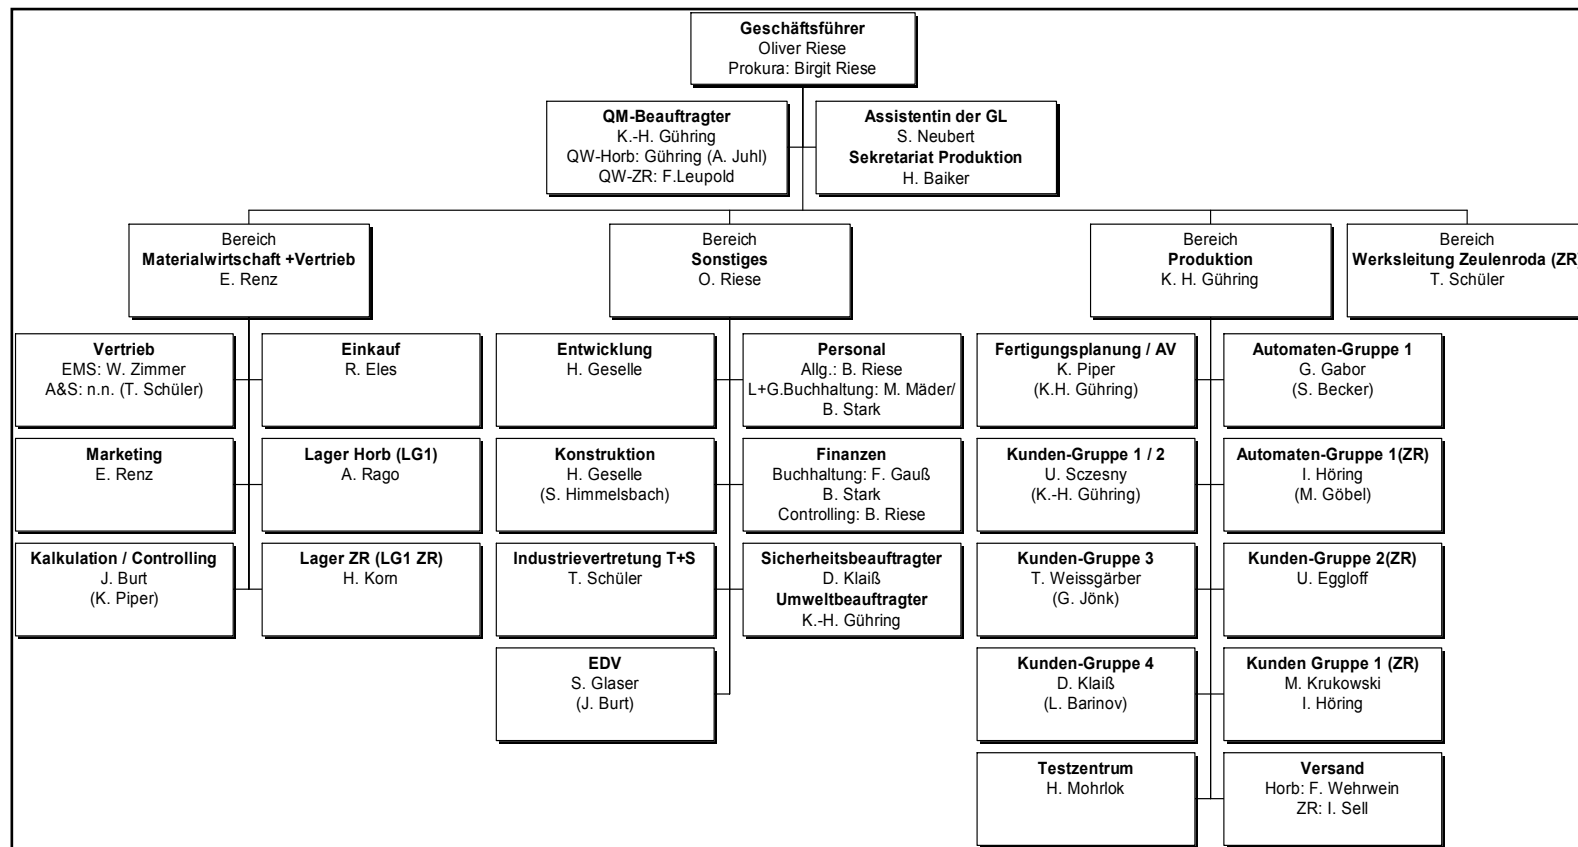 Geschäftsführer
Oliver Riese
Prokura: Birgit Riese
QM-Beauftragter
K.-H. Gühring
QW-Horb: Gühring (A. Juhl)
QW-ZR: F.Leupold
Assistentin der GL
S. Neubert
Sekretariat Produktion
H. Baiker
Bereich
Materialwirtschaft +Vertrieb
E. Renz
Bereich
Sonstiges
O. Riese
Bereich
Produktion
K. H. Gühring
Bereich
Werksleitung Zeulenroda (ZR)
T. Schüler
Vertrieb
EMS: W. Zimmer
A&S: n.n. (T. Schüler)
Einkauf
R. Eles
Entwicklung
H. Geselle
Personal
Allg.: B. Riese
L+G.Buchhaltung: M. Mäder/
B. Stark
Fertigungsplanung / AV
K. Piper
(K.H. Gühring)
Automaten-Gruppe 1
G. Gabor
(S. Becker)
Marketing
E. Renz
Lager Horb (LG1)
A. Rago
Konstruktion
H. Geselle
(S. Himmelsbach)
Finanzen
Buchhaltung: F. Gauß
B. Stark
Controlling: B. Riese
Kunden-Gruppe 1 / 2
U. Sczesny
(K.-H. Gühring)
Automaten-Gruppe 1(ZR)
I. Höring
(M. Göbel)
Kalkulation / Controlling
J. Burt
(K. Piper)
Lager ZR (LG1 ZR)
H. Korn
Industrievertretung T+S
T. Schüler
Sicherheitsbeauftragter
D. Klaiß
Umweltbeauftragter
K.-H. Gühring
Kunden-Gruppe 3
T. Weissgärber
(G. Jönk)
Kunden-Gruppe 2(ZR)
U. Eggloff
EDV
S. Glaser
(J. Burt)
Kunden-Gruppe 4
D. Klaiß
(L. Barinov)
Kunden Gruppe 1 (ZR)
M. Krukowski
I. Höring
Testzentrum
H. Mohrlok
Versand
Horb: F. Wehrwein
ZR: I. Sell